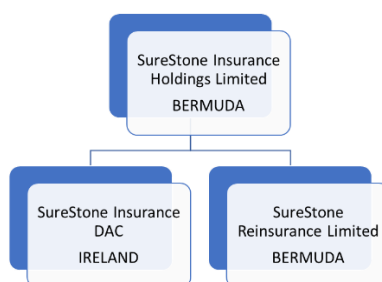 SureStone Insurance
Holdings Limited
BERMUDA
SureStone Insurance
DAC
IRELAND
SureStone
Reinsurance Limited
BERMUDA